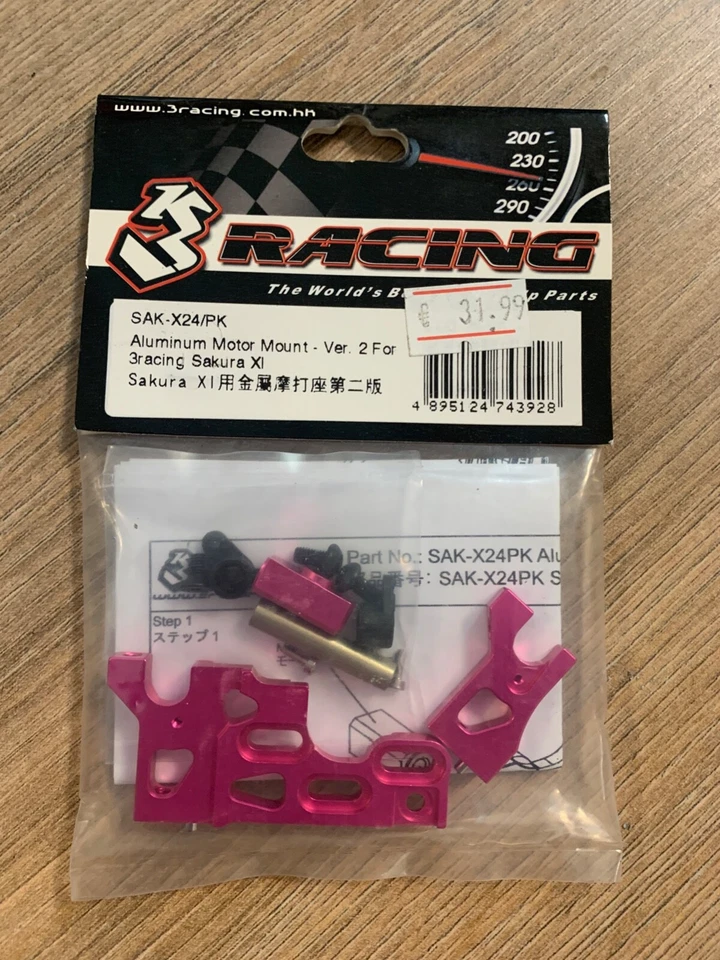 www.3racing.com.hk
200
230
260
290
3 RACING
The World's B p Parts
31.99
SAK-X24/PK
Aluminum Motor Mount - Ver. 2 For
3racing Sakura XI
Sakura XI用金屬摩打座第二版
4 895124 743928
Part No.: SAK-X24PK Alu
品番号: SAK-X24PK S
Step 1
ステップ1